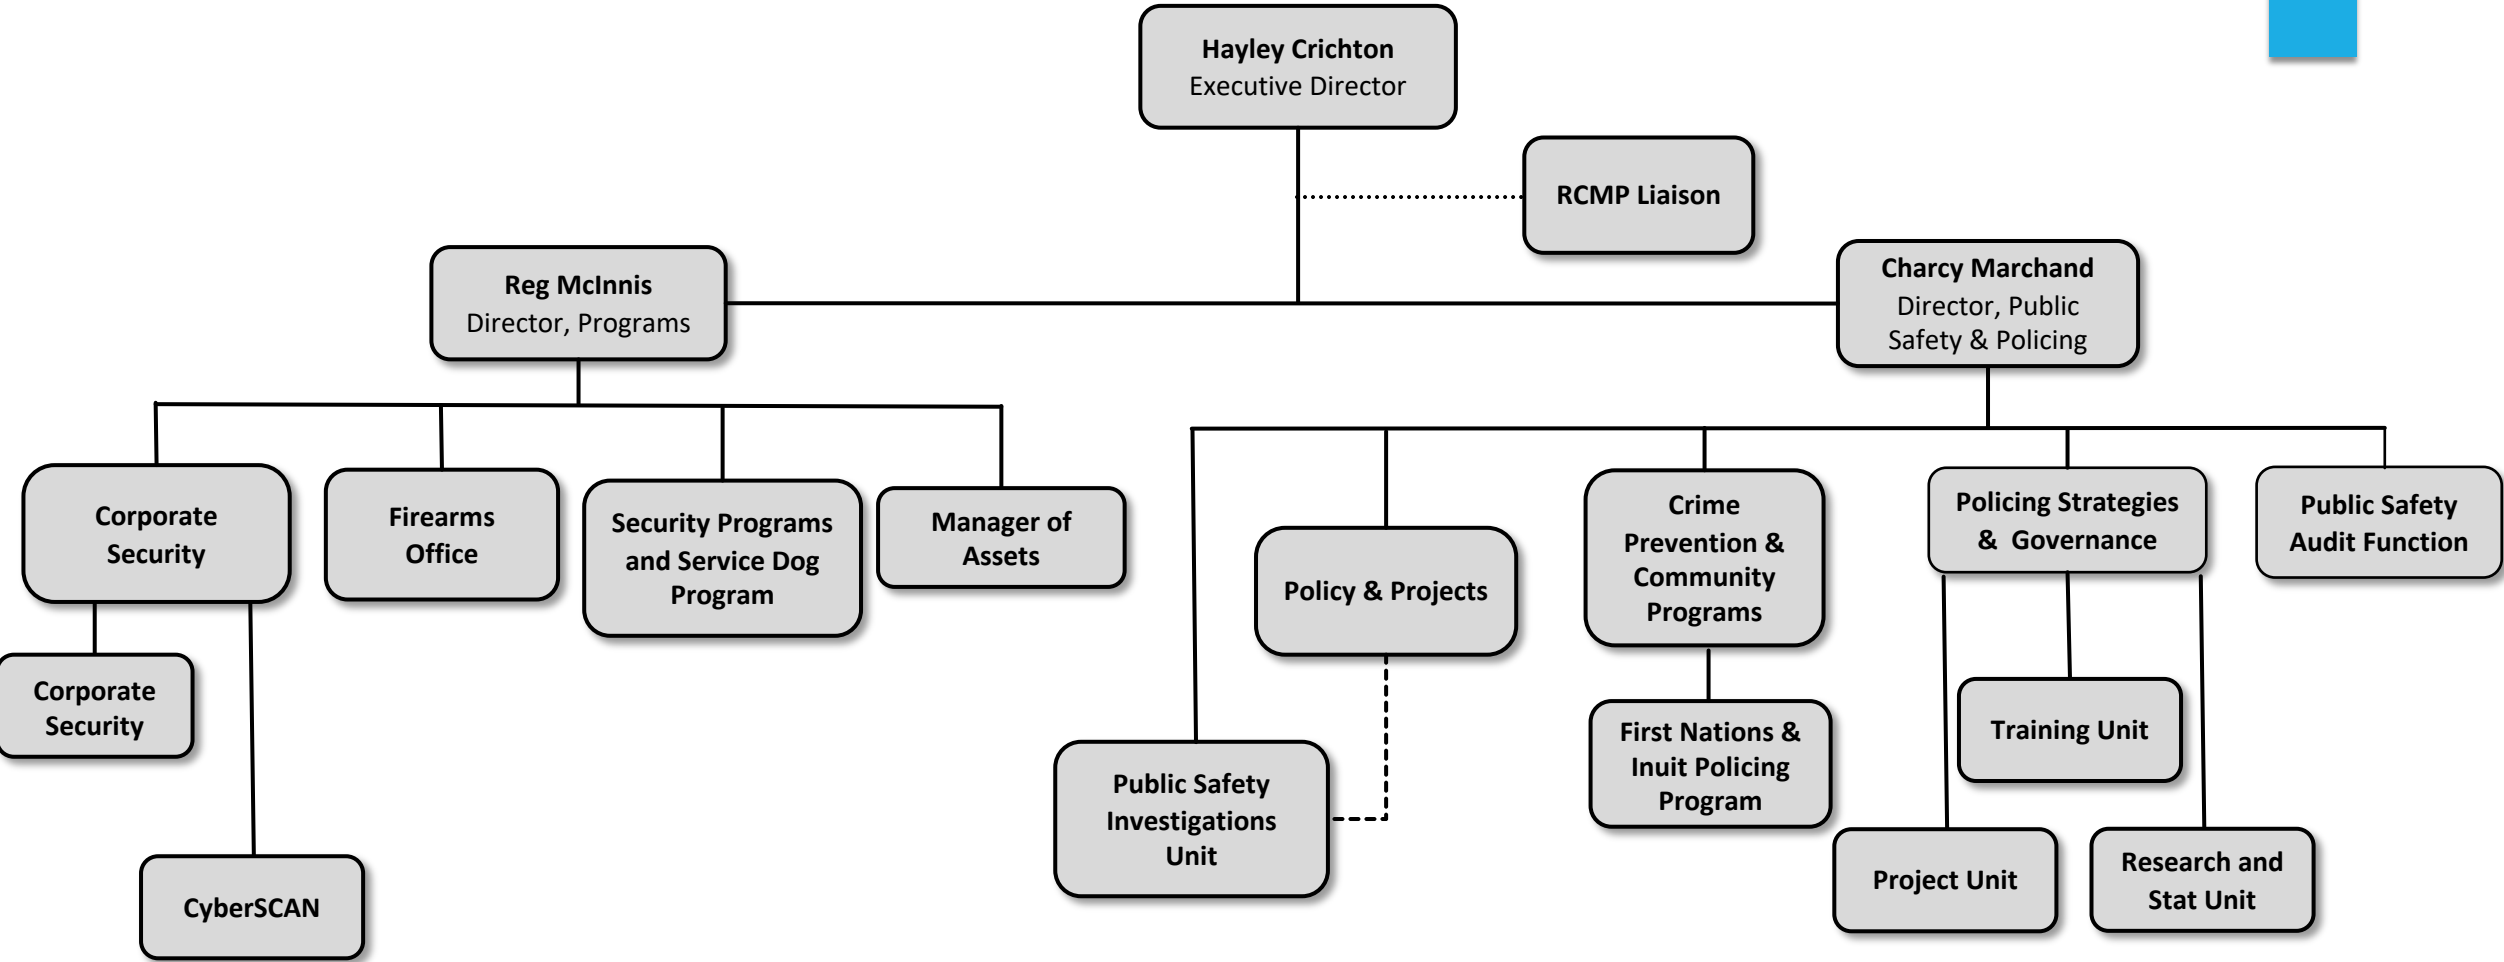 Hayley Crichton
Executive Director
RCMP Liaison
Reg McInnis
Director, Programs
Charcy Marchand
Director, Public
Safety & Policing
Corporate
Security
Firearms
Office
Security Programs
and Service Dog
Program
Manager of
Assets
Policy & Projects
Crime
Prevention &
Community
Programs
Policing Strategies
& Governance
Public Safety
Audit Function
Corporate
Security
CyberSCAN
Public Safety
Investigations
Unit
First Nations &
Inuit Policing
Program
Training Unit
Project Unit
Research and
Stat Unit